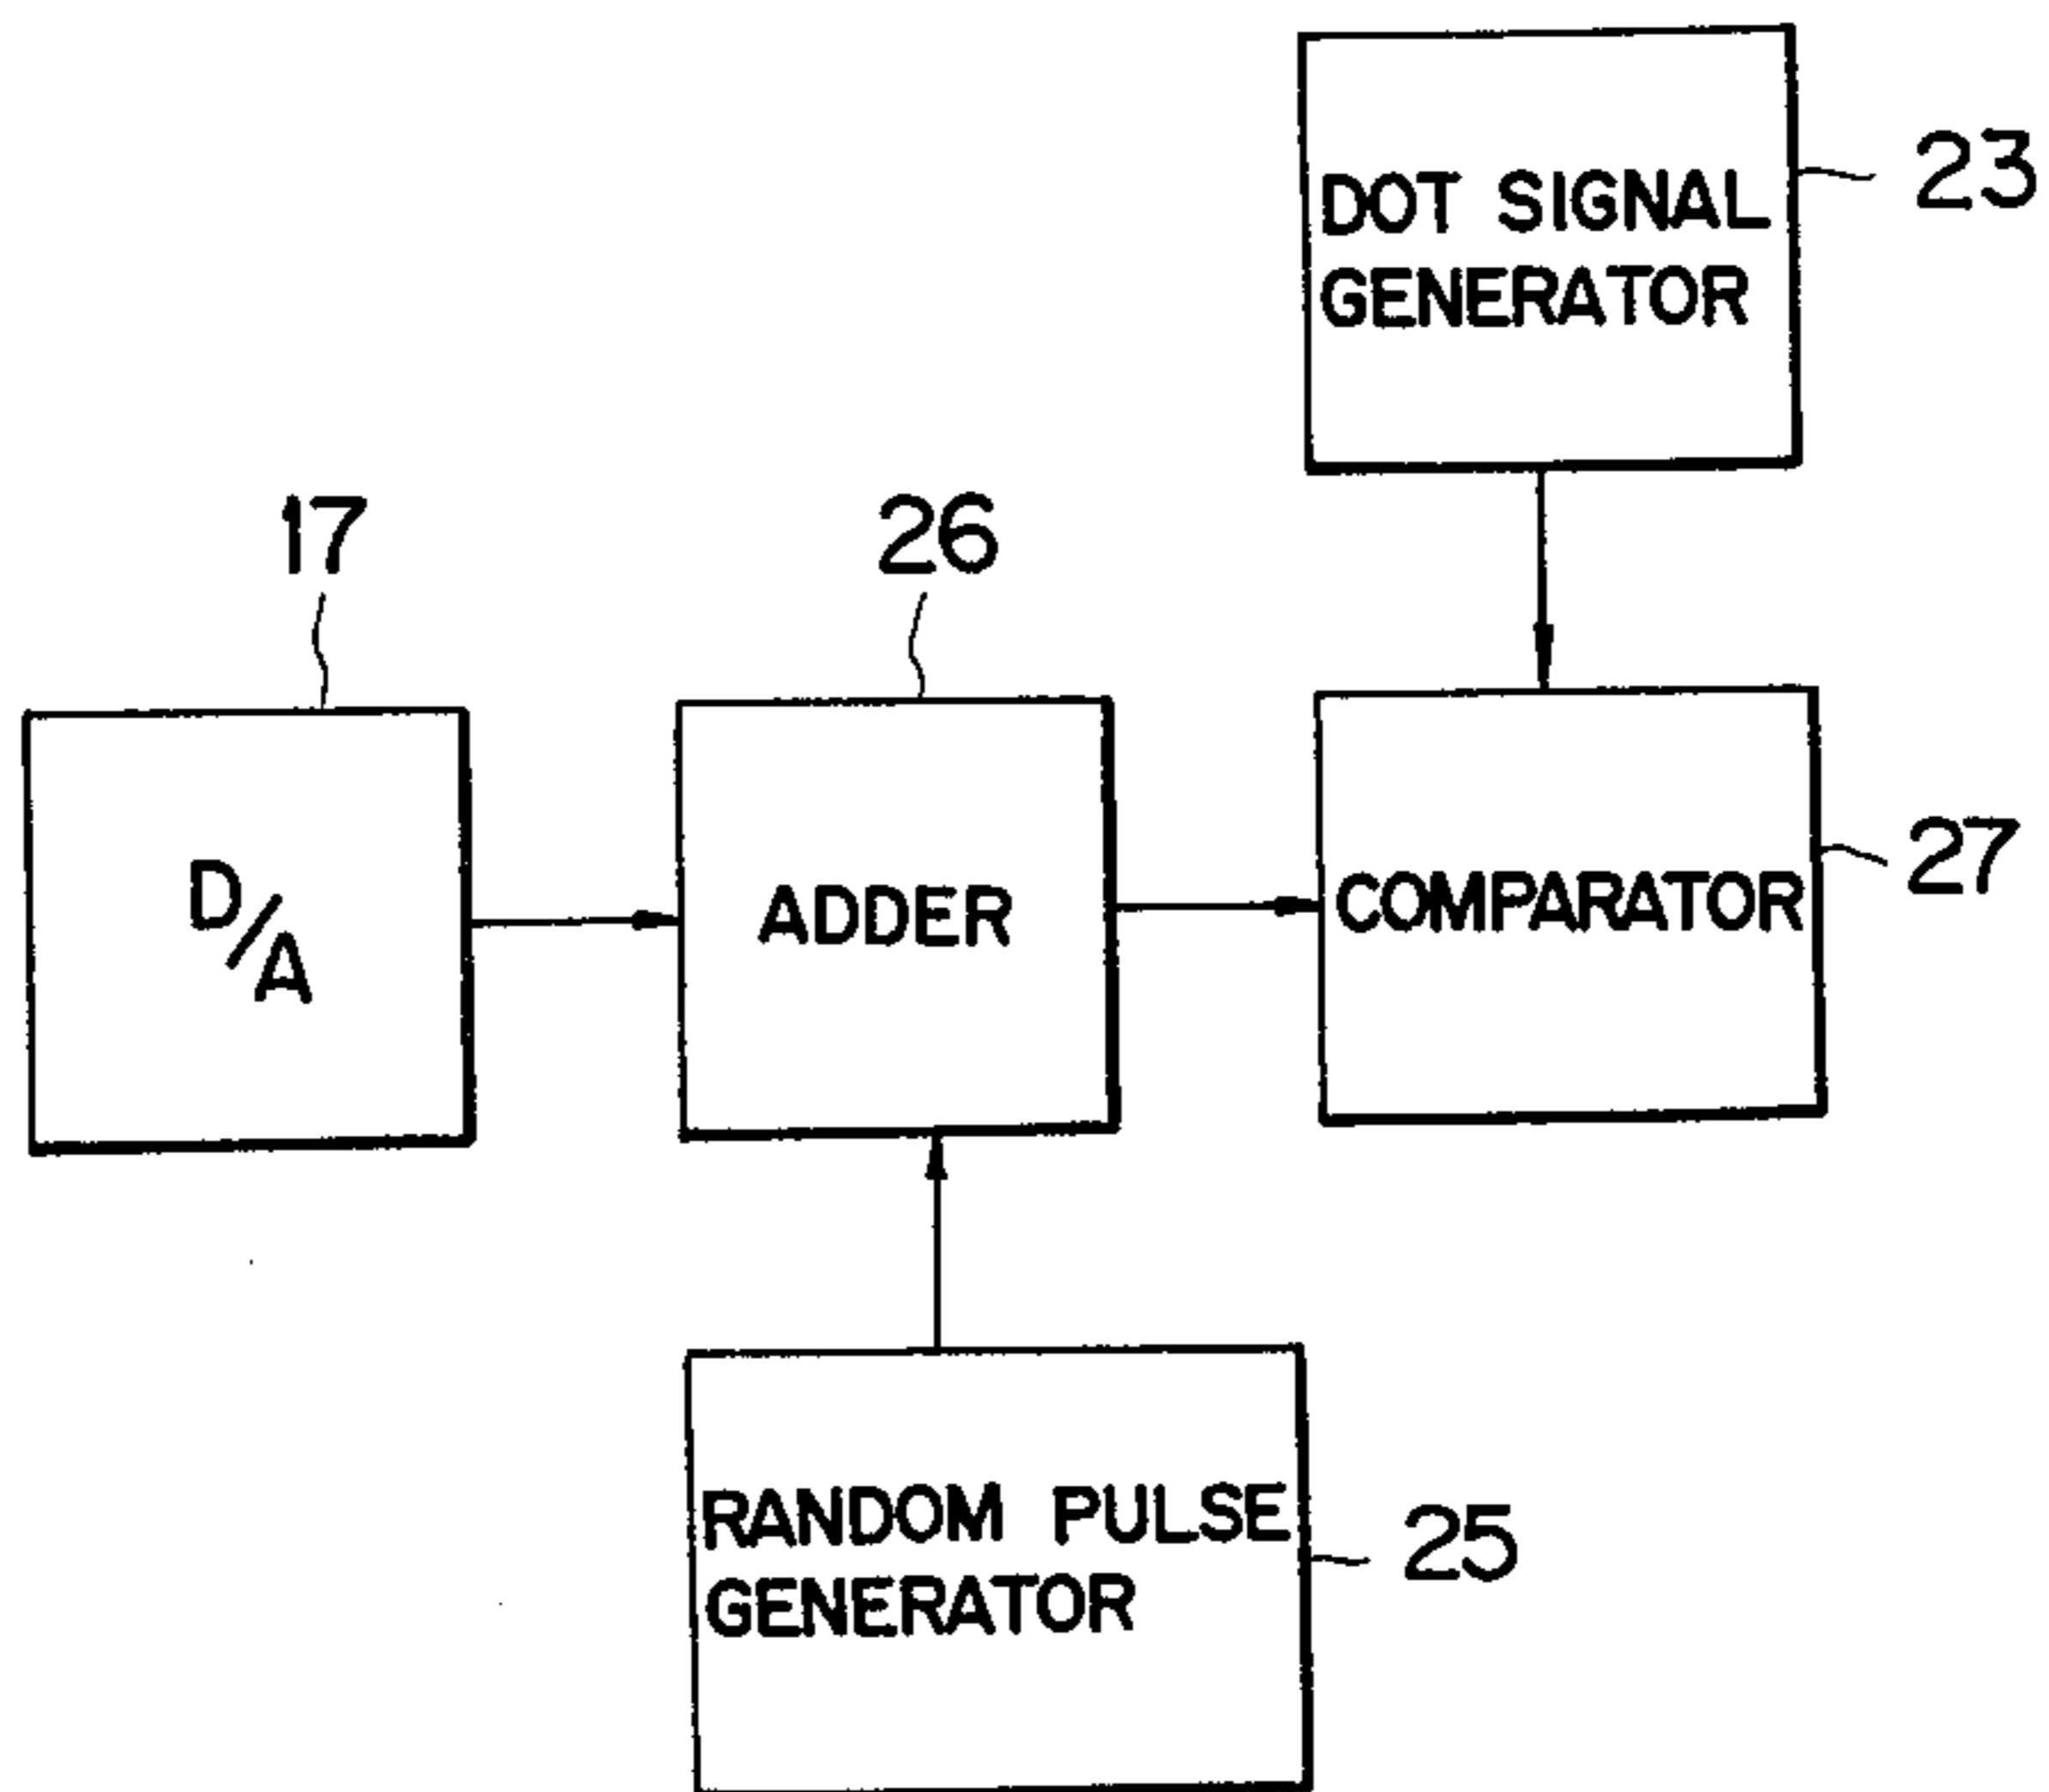 DOT SIGNAL
GENERATOR
23
17
26
D/A
ADDER
COMPARATOR
27
RANDOM PULSE
GENERATOR
25